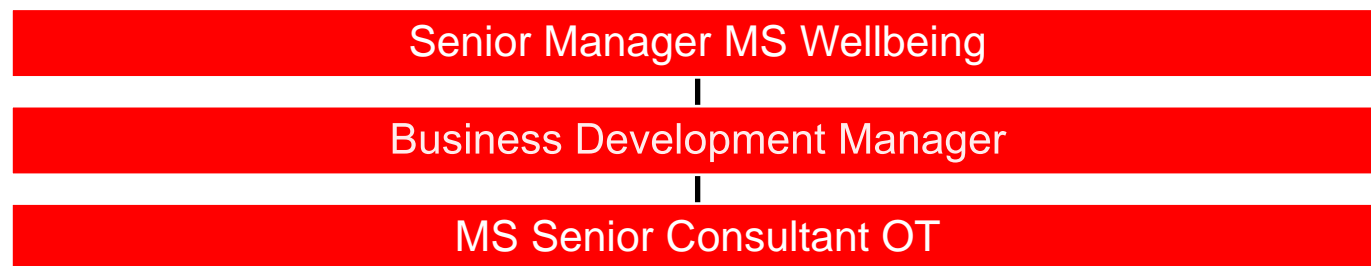 Senior Manager MS Wellbeing
Business Development Manager
MS Senior Consultant OT